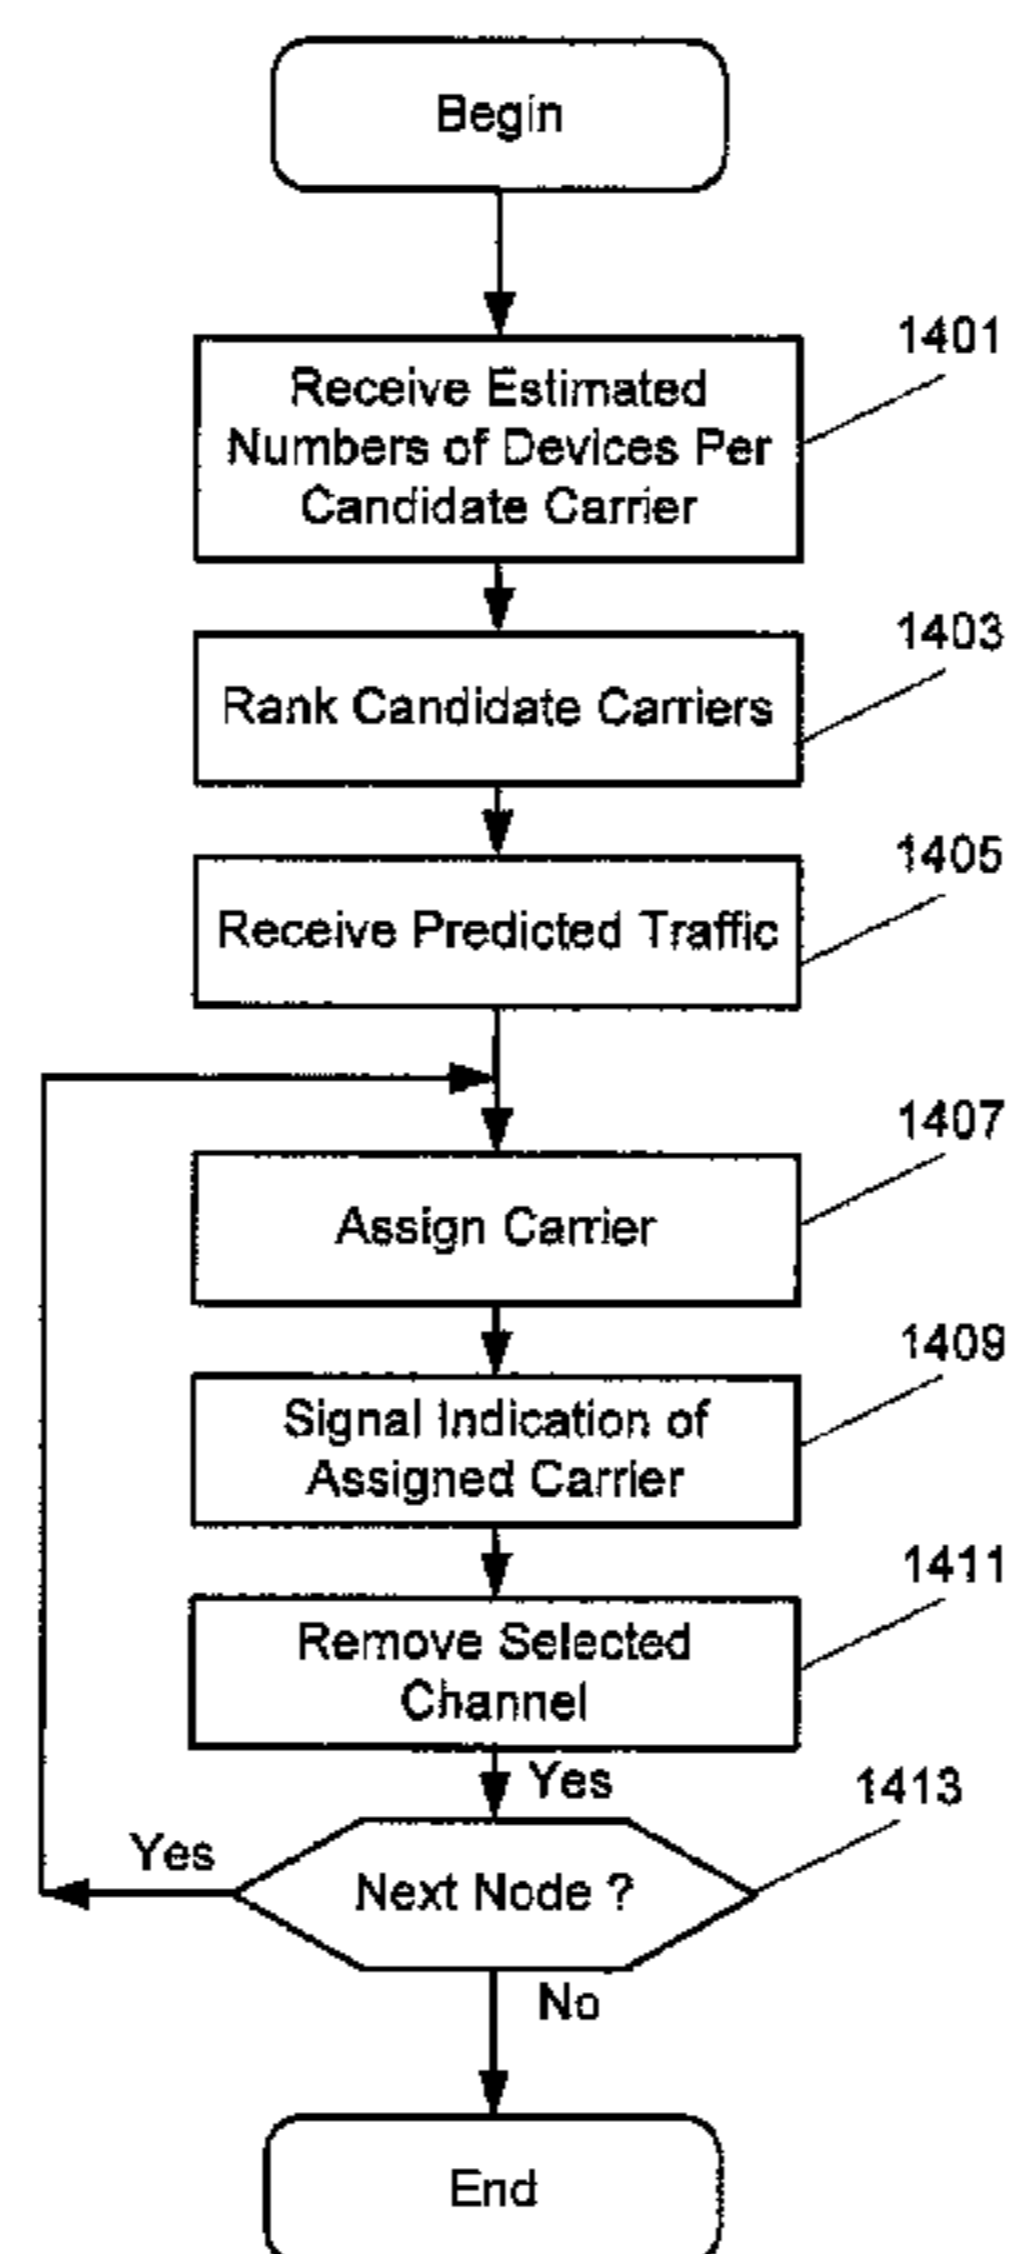 Begin
1401
Receive Estimated
Numbers of Devices Per
Candidate Carrier
1403
Rank Candidate Carriers
1405
Receive Predicted Traffic
1407
Assign Carrier
1409
Signal Indication of
Assigned Carrier
1411
Remove Selected
Channel
Yes
1413
Yes
Next Node ?
No
End